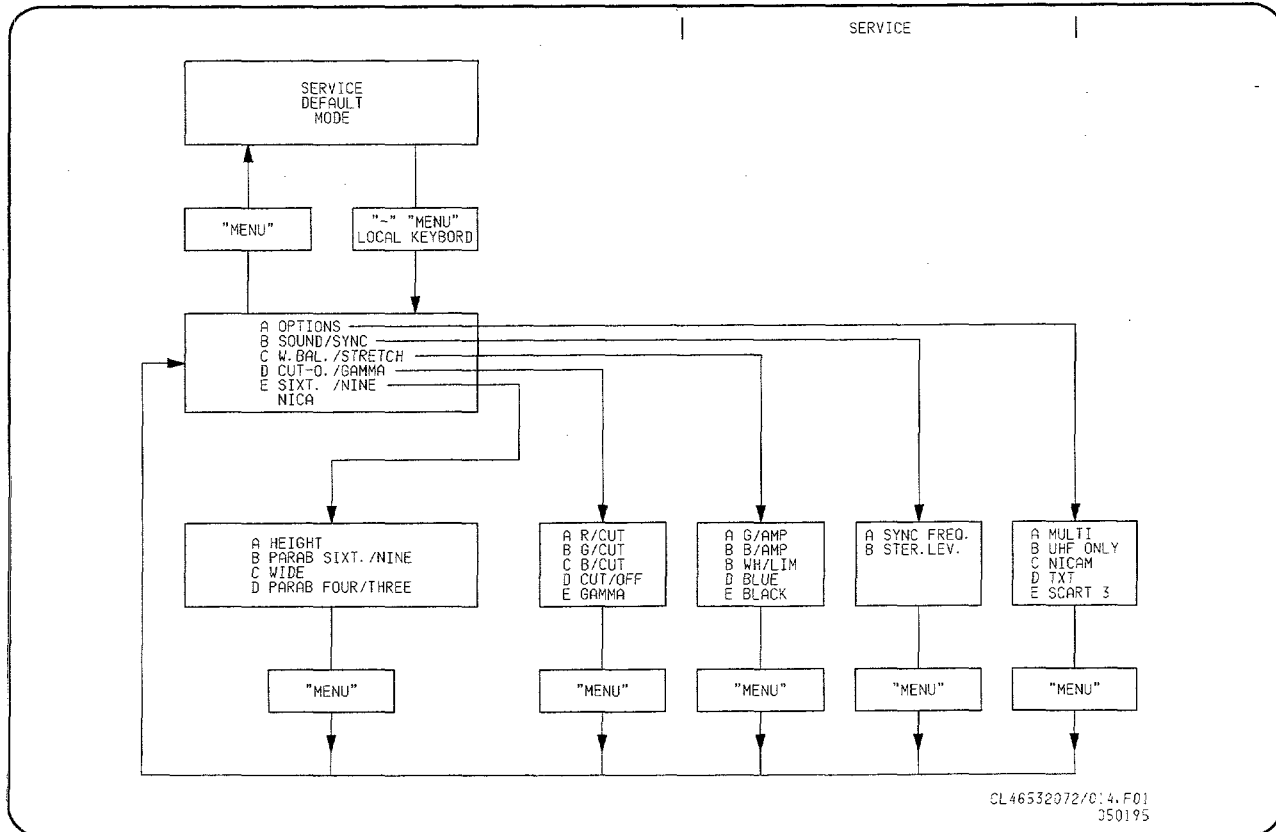 SERVICE
SERVICE
DEFAULT
MODE
"MENU"
"-" "MENU"
LOCAL KEYBORD
A OPTIONS
B SOUND/SYNC
C W.BAL./STRETCH
D CUT-O./GAMMA
E SIXT. /NINE
NICA
A HEIGHT
B PARAB SIXT./NINE
C WIDE
D PARAB FOUR/THREE
A R/CUT
B G/CUT
C B/CUT
D CUT/OFF
E GAMMA
A G/AMP
B B/AMP
B WH/LIM
D BLUE
E BLACK
A SYNC FREQ.
B STER.LEV.
A MULTI
B UHF ONLY
C NICAM
D TXT
E SCART 3
"MENU"
"MENU"
"MENU"
"MENU"
"MENU"
CL46532072/014.F01
050195